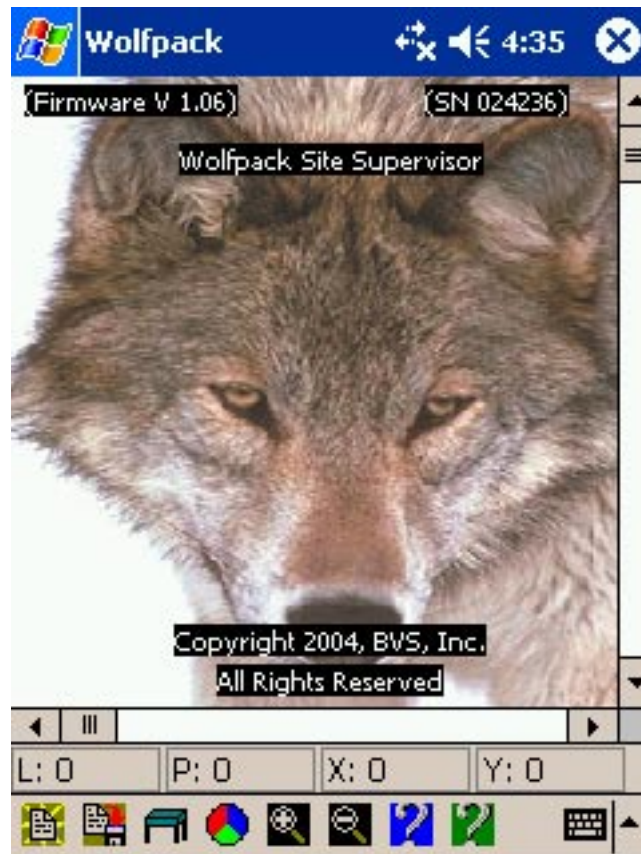 Wolfpack 4:35
(Firmware V 1.06) (SN 024236)
Wolfpack Site Supervisor
Copyright 2004, BVS, Inc.
All Rights Reserved
L: 0 P: 0 X: 0 Y: 0